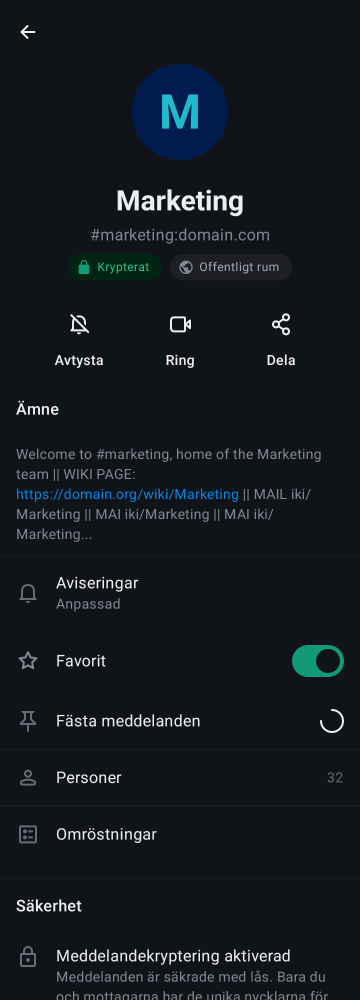 M
Marketing
#marketing:domain.com
Krypterat
Offentligt rum
Avtysta
Ring
Dela
Ämne
Welcome to #marketing, home of the Marketing
team || WIKI PAGE:
https://domain.org/wiki/Marketing || MAIL iki/
Marketing || MAI iki/Marketing || MAI iki/
Marketing...
Aviseringar
Anpassad
Favorit
Fästa meddelanden
Personer 32
Omröstningar
Säkerhet
Meddelandekryptering aktiverad
Meddelanden är säkrade med lås. Bara du
och mottagarna har de unika nycklarna för